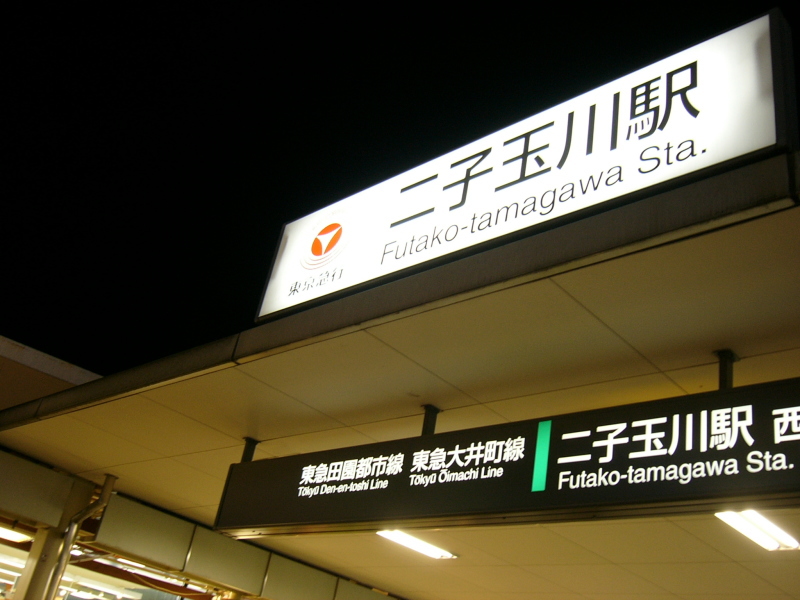 二子玉川駅
Futako-tamagawa Sta.
東京急行
東急田園都市線 東急大井町線
Tōkyū Den-en-toshi Line Tōkyū Ōimachi Line
二子玉川駅 西
Futako-tamagawa Sta.